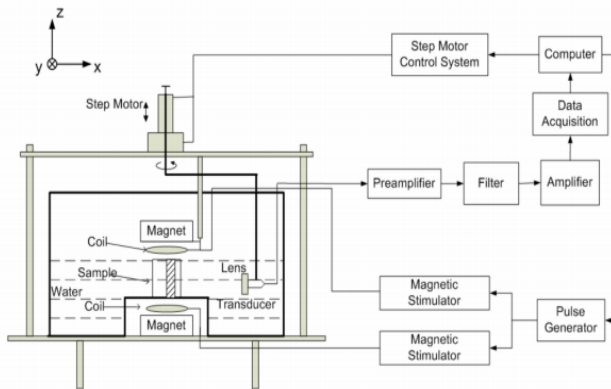 z
y
x
Step Motor
Step Motor
Control System
Computer
Data
Acquisition
Preamplifier
Filter
Amplifier
Magnet
Coil
Sample
Lens
Water
Transducer
Coil
Magnet
Magnetic
Stimulator
Magnetic
Stimulator
Pulse
Generator